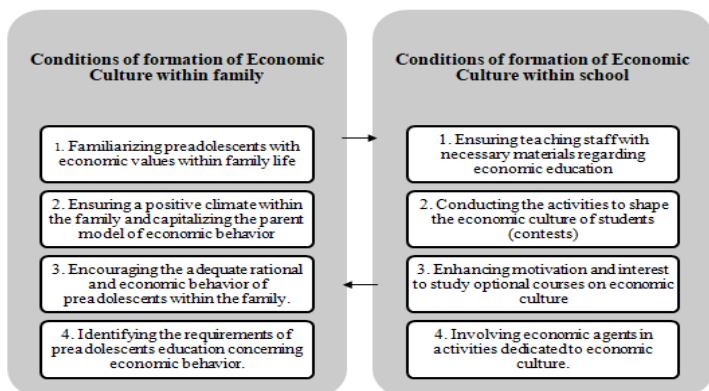 Conditions of formation of Economic
Culture within family
1. Familiarizing preadolescents with
economic values within family life
2. Ensuring a positive climate within
the family and capitalizing the parent
model of economic behavior
3. Encouraging the adequate rational
and economic behavior of
preadolescents within the family.
4. Identifying the requirements of
preadolescents education concerning
economic behavior.
Conditions of formation of Economic
Culture within school
1. Ensuring teaching staff with
necessary materials regarding
economic education
2. Conducting the activities to shape
the economic culture of students
(contests)
3. Enhancing motivation and interest
to study optional courses on economic
culture
4. Involving economic agents in
activities dedicated to economic
culture.